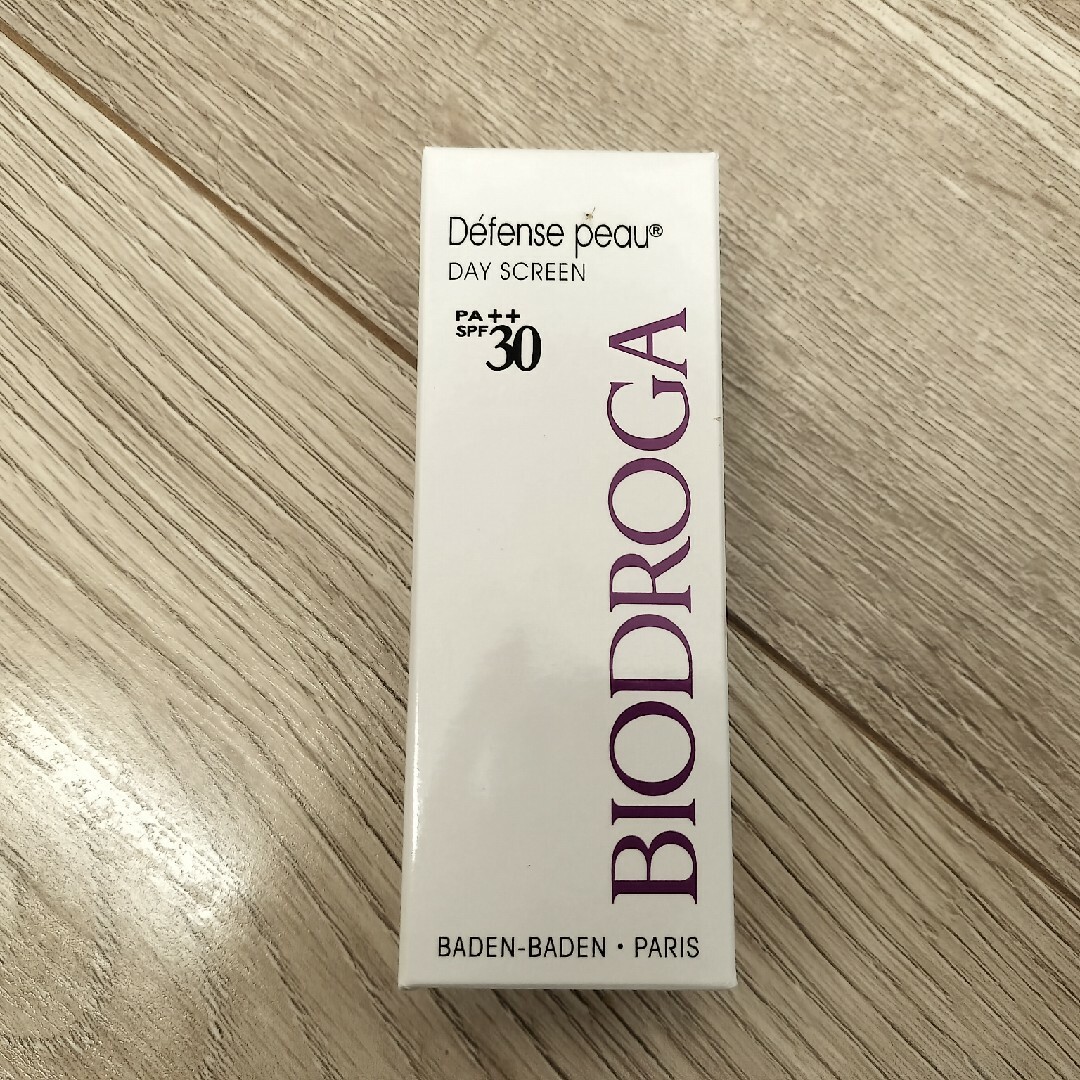 Défense peau®
DAY SCREEN
PA++
SPF30
BIODROGA
BADEN-BADEN · PARIS